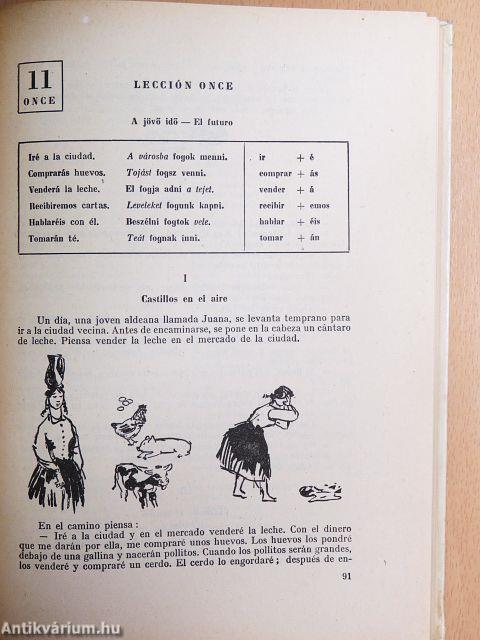 11
ONCE
LECCIÓN ONCE
A jövő idő — El futuro
Iré a la ciudad. A városba fogok menni. ir + é
Comprarás huevos. Tojást fogsz venni. comprar + ás
Venderá la leche. El fogja adni a tejet. vender + á
Recibiremos cartas. Leveleket fogunk kapni. recibir + emos
Hablaréis con él. Beszélni fogtok vele. hablar + éis
Tomarán té. Teát fognak inni. tomar + án
I
Castillos en el aire
Un día, una joven aldeana llamada Juana, se levanta temprano para
ir a la ciudad vecina. Antes de encaminarse, se pone en la cabeza un cántaro
de leche. Piensa vender la leche en el mercado de la ciudad.
En el camino piensa:
— Iré a la ciudad y en el mercado venderé la leche. Con el dinero
que me darán por ella, me compraré unos huevos. Los huevos los pondré
debajo de una gallina y nacerán pollitos. Cuando los pollitos serán grandes,
los venderé y compraré un cerdo. El cerdo lo engordaré; después de en-
91
Antikvárium.hu